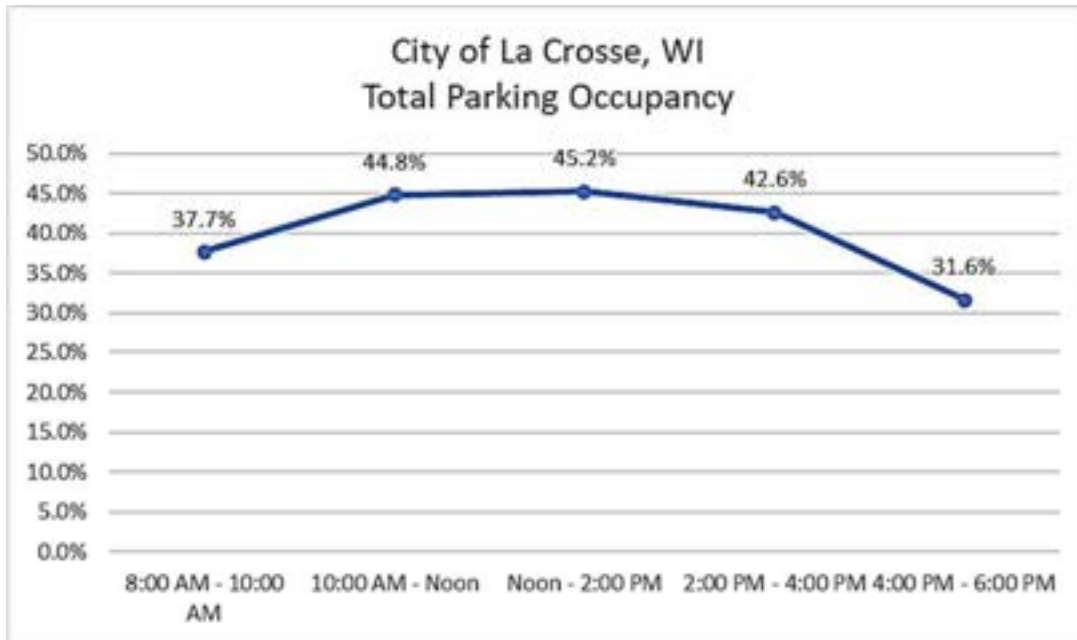 City of La Crosse, WI
Total Parking Occupancy
50.0%
45.0%
40.0%
35.0%
30.0%
25.0%
20.0%
15.0%
10.0%
5.0%
0.0%
37.7%
44.8%
45.2%
42.6%
31.6%
8:00 AM - 10:00
AM
10:00 AM - Noon
Noon - 2:00 PM
2:00 PM - 4:00 PM
4:00 PM - 6:00 PM